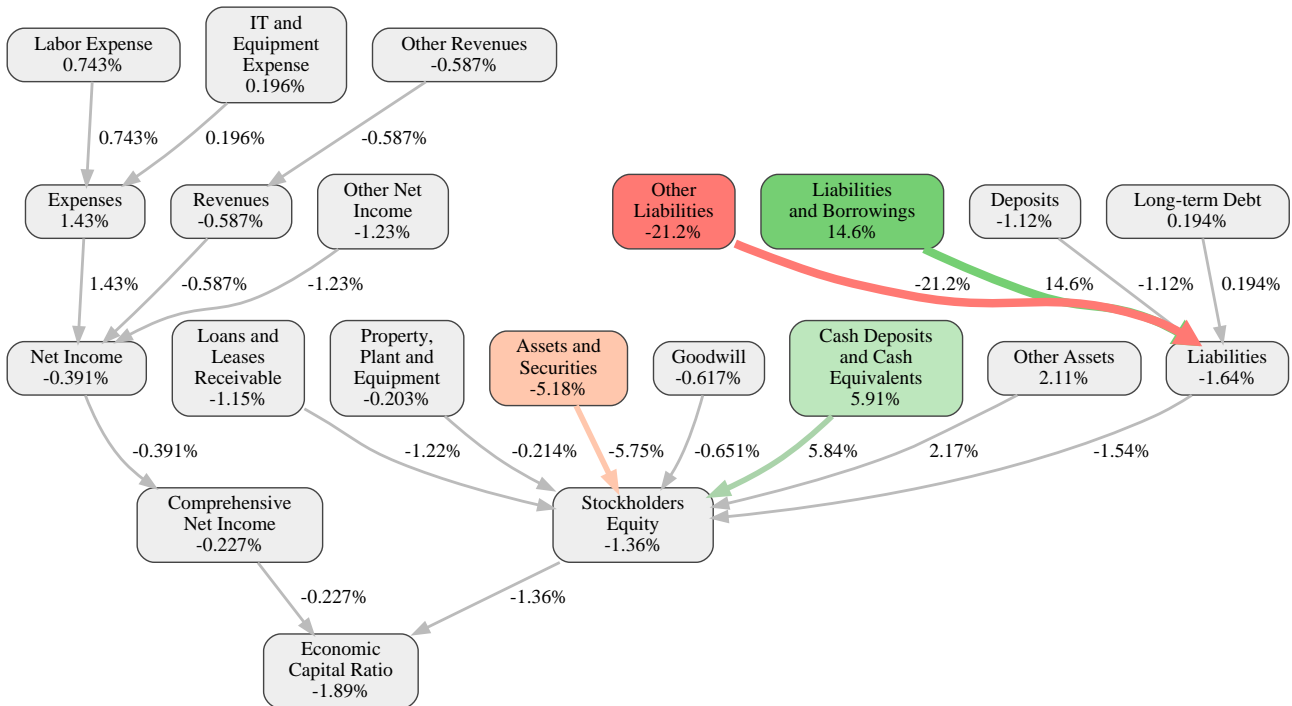 Labor Expense
0.743%
IT and
Equipment
Expense
0.196%
Other Revenues
-0.587%
0.743%
0.196%
-0.587%
Expenses
1.43%
Revenues
-0.587%
Other Net
Income
-1.23%
Other
Liabilities
-21.2%
Liabilities
and Borrowings
14.6%
Deposits
-1.12%
Long-term Debt
0.194%
1.43%
-0.587%
-1.23%
-21.2%
14.6%
-1.12%
0.194%
Net Income
-0.391%
Loans and
Leases
Receivable
-1.15%
Property,
Plant and
Equipment
-0.203%
Assets and
Securities
-5.18%
Goodwill
-0.617%
Cash Deposits
and Cash
Equivalents
5.91%
Other Assets
2.11%
Liabilities
-1.64%
-0.391%
-1.22%
-0.214%
-5.75%
-0.651%
5.84%
2.17%
-1.54%
Comprehensive
Net Income
-0.227%
Stockholders
Equity
-1.36%
-0.227%
-1.36%
Economic
Capital Ratio
-1.89%